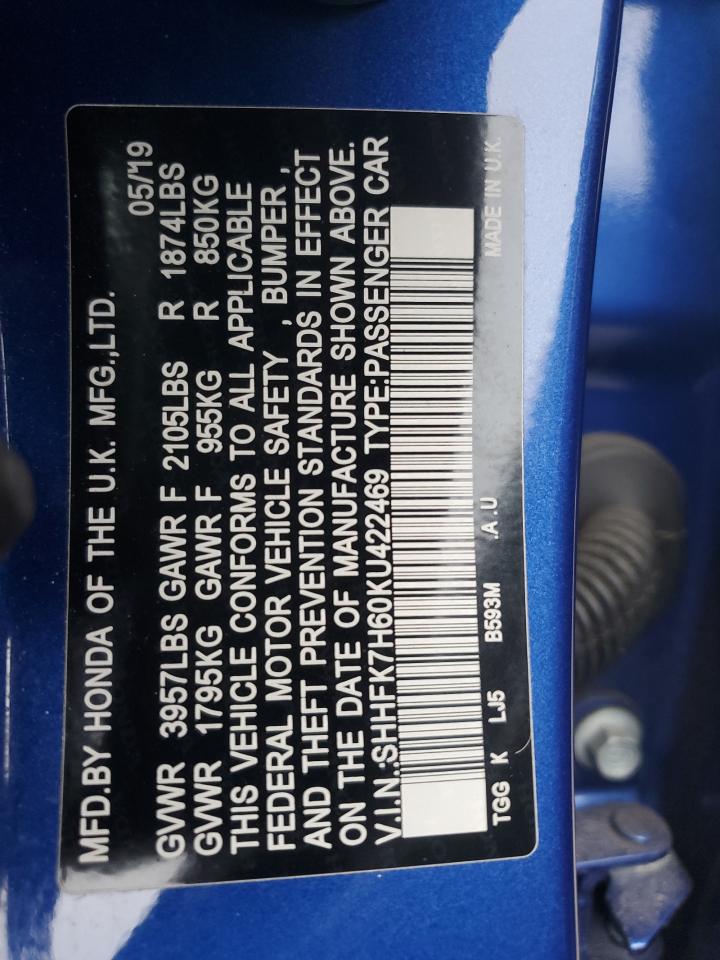 MFD.BY HONDA OF THE U.K. MFG.,LTD. 05/19
GVWR 3957LBS GAWR F 2105LBS R 1874LBS
GVWR 1795KG GAWR F 955KG R 850KG
THIS VEHICLE CONFORMS TO ALL APPLICABLE
FEDERAL MOTOR VEHICLE SAFETY , BUMPER ,
AND THEFT PREVENTION STANDARDS IN EFFECT
ON THE DATE OF MANUFACTURE SHOWN ABOVE.
V.I.N.:SHHFK7H60KU422469 TYPE:PASSENGER CAR
TGG K LJ5 B593M .A.U MADE IN U.K.